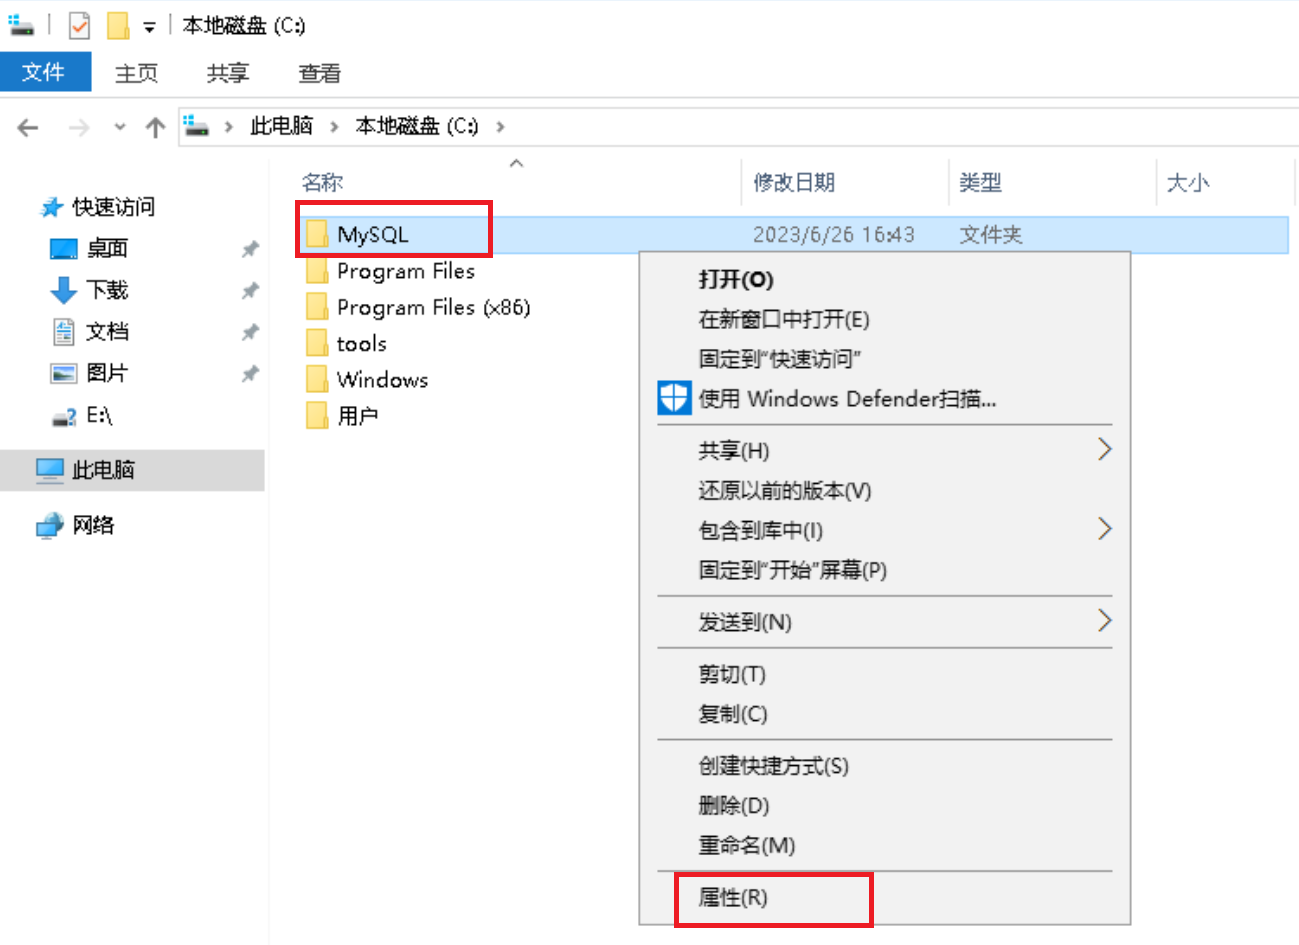 本地磁盘 (C:)
文件 主页 共享 查看
此电脑 本地磁盘 (C:)
名称 修改日期 类型 大小
快速访问
桌面
下载
文档
图片
E:\
此电脑
网络
MySQL 2023/6/26 16:43 文件夹
Program Files
Program Files (x86)
tools
Windows
用户
打开(O)
在新窗口中打开(E)
固定到"快速访问"
使用 Windows Defender扫描...
共享(H)
还原以前的版本(V)
包含到库中(I)
固定到"开始"屏幕(P)
发送到(N)
剪切(T)
复制(C)
创建快捷方式(S)
删除(D)
重命名(M)
属性(R)